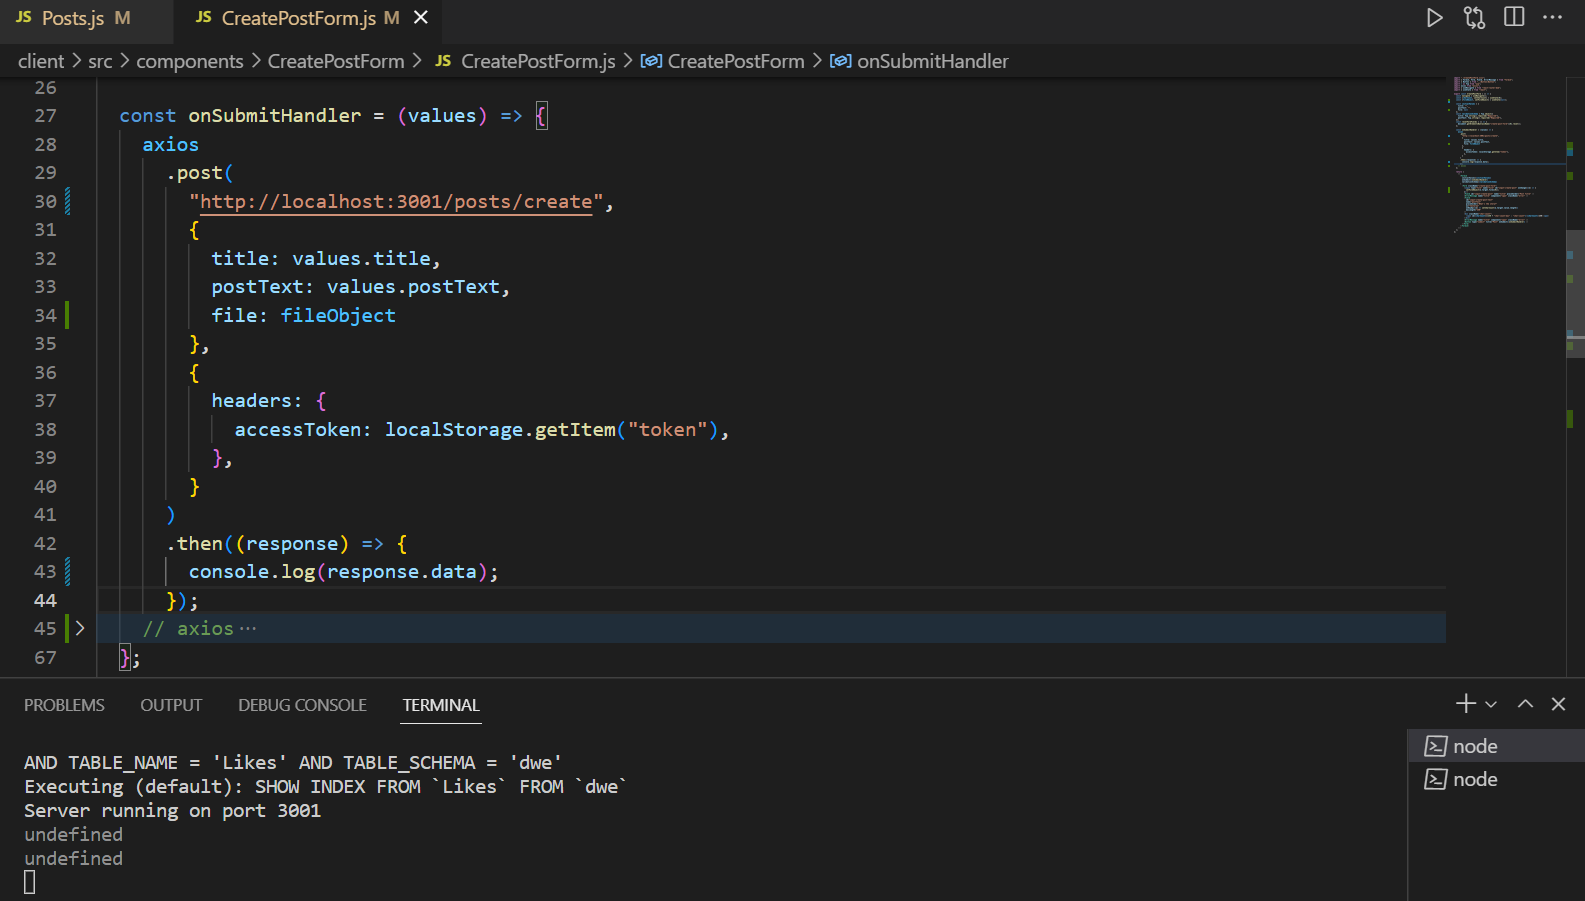 JS Posts.js M JS CreatePostForm.js M
client > src > components > CreatePostForm > JS CreatePostForm.js > CreatePostForm > onSubmitHandler
26
27 const onSubmitHandler = (values) => {
28 axios
29 .post(
30 "http://localhost:3001/posts/create",
31 {
32 title: values.title,
33 postText: values.postText,
34 file: fileObject
35 },
36 {
37 headers: {
38 accessToken: localStorage.getItem("token"),
39 },
40 }
41 )
42 .then((response) => {
43 console.log(response.data);
44 });
45 // axios ···
67 };
PROBLEMS OUTPUT DEBUG CONSOLE TERMINAL
AND TABLE_NAME = 'Likes' AND TABLE_SCHEMA = 'dwe'
Executing (default): SHOW INDEX FROM `Likes` FROM `dwe`
Server running on port 3001
undefined
undefined
node
node